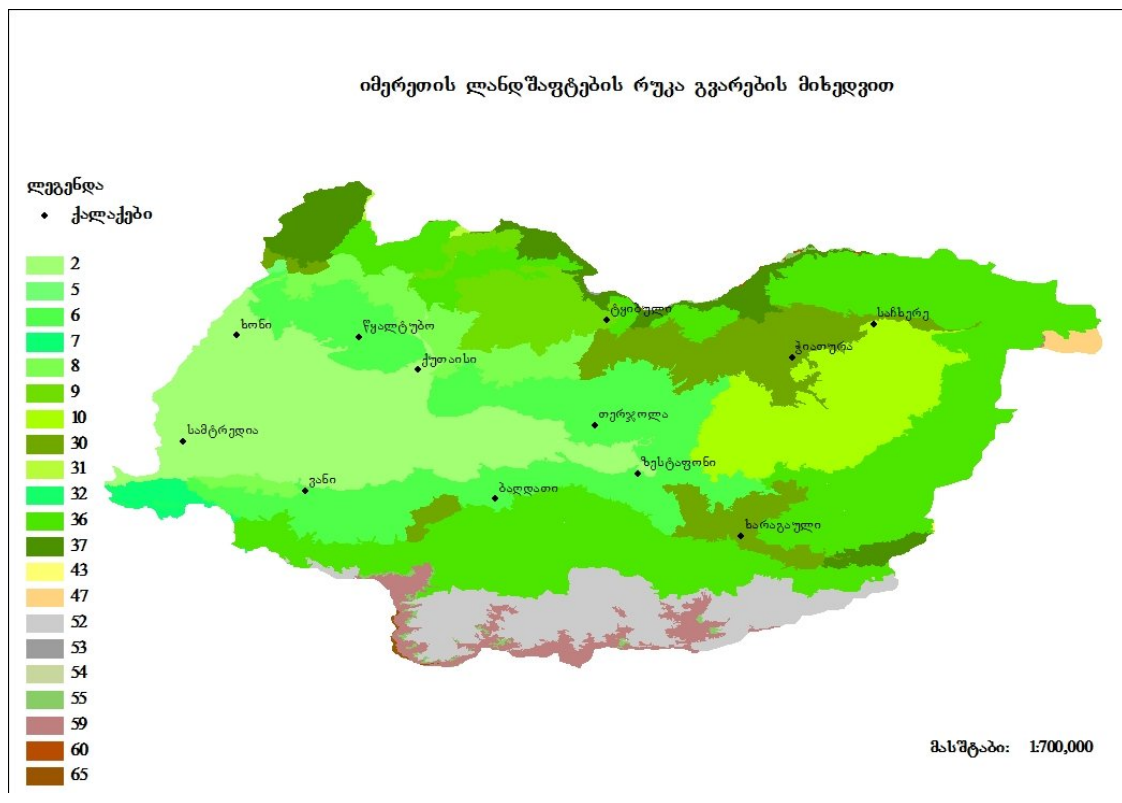 იმერეთის ლანდშაფტების რუკა გვარების მიხედვით
ლეგენდა
ქალაქები
2
5
6
7
8
9
10
30
31
32
36
37
43
47
52
53
54
55
59
60
65
ხონი
წყალტუბო
ქუთაისი
ტყიბული
საჩხერე
ჭიათურა
სამტრედია
თერჯოლა
ვანი
ბაღდათი
ზესტაფონი
ხარაგაული
მასშტაბი: 1:700,000